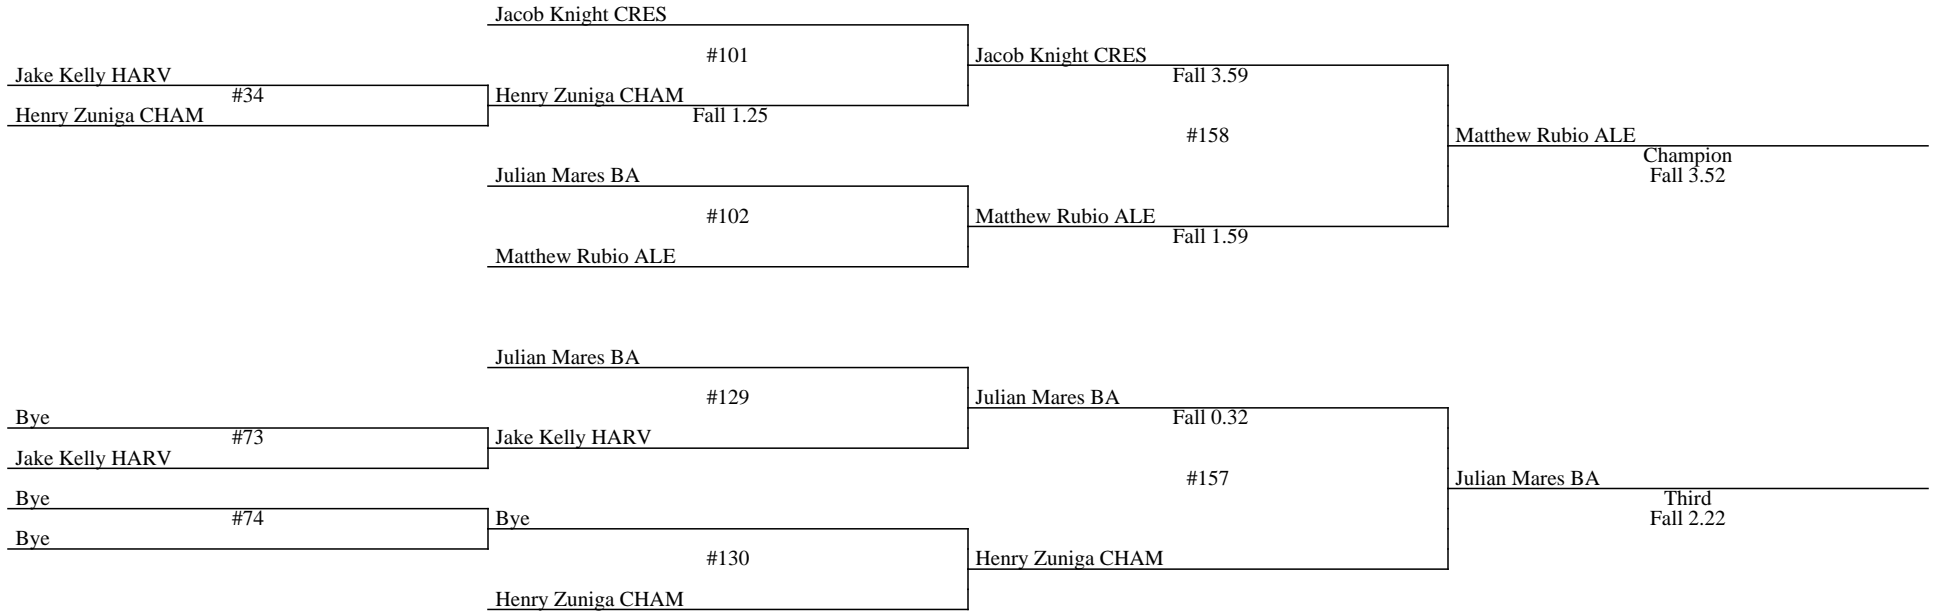 Jacob Knight CRES
#101
Jacob Knight CRES
Jake Kelly HARV
Fall 3.59
#34
Henry Zuniga CHAM
Henry Zuniga CHAM
Fall 1.25
#158
Matthew Rubio ALE
Champion
Fall 3.52
Julian Mares BA
#102
Matthew Rubio ALE
Fall 1.59
Matthew Rubio ALE
Julian Mares BA
#129
Julian Mares BA
Bye
Fall 0.32
#73
Jake Kelly HARV
Jake Kelly HARV
#157
Julian Mares BA
Bye
Third
#74
Bye
Fall 2.22
Bye
#130
Henry Zuniga CHAM
Henry Zuniga CHAM